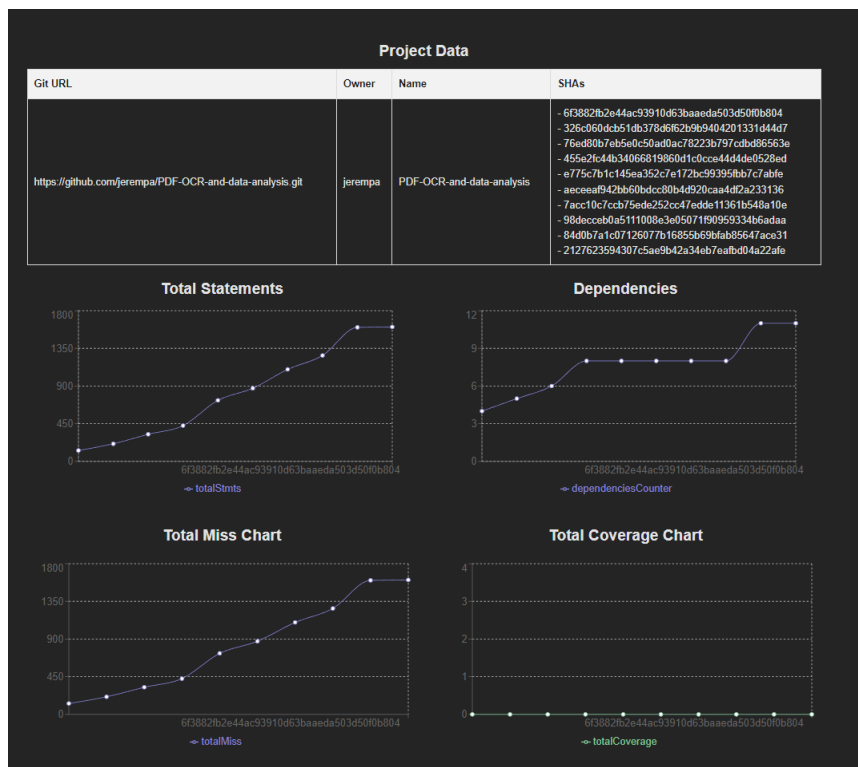 Project Data
Git URL Owner Name SHAs
- 6f3882fb2e44ac93910d63baaeda503d50f0b804
- 326c060dcb51db378d6f62b9b9404201331d44d7
- 76ed80b7eb5e0c50ad0ac78223b797cdbd86563e
- 455e2fc44b34066819860d1c0cce44d4de0528ed
- e775c7b1c145ea352c7e172bc99395fbb7c7abfe
https://github.com/jerempa/PDF-OCR-and-data-analysis.git jerempa PDF-OCR-and-data-analysis
- aeceeaf942bb60bdcc80b4d920caa4df2a233136
- 7acc10c7ccb75ede252cc47edde11361b548a10e
- 98decceb0a5111008e3e05071f90959334b6adaa
- 84d0b7a1c07126077b16855b69bfab85647ace31
- 2127623594307c5ae9b42a34eb7eafbd04a22afe
Total Statements
1800
1350
900
450
0
6f3882fb2e44ac93910d63baaeda503d50f0b804
totalStmts
Dependencies
12
9
6
3
0
6f3882fb2e44ac93910d63baaeda503d50f0b804
dependenciesCounter
Total Miss Chart
1800
1350
900
450
0
6f3882fb2e44ac93910d63baaeda503d50f0b804
totalMiss
Total Coverage Chart
4
3
2
1
0
6f3882fb2e44ac93910d63baaeda503d50f0b804
totalCoverage